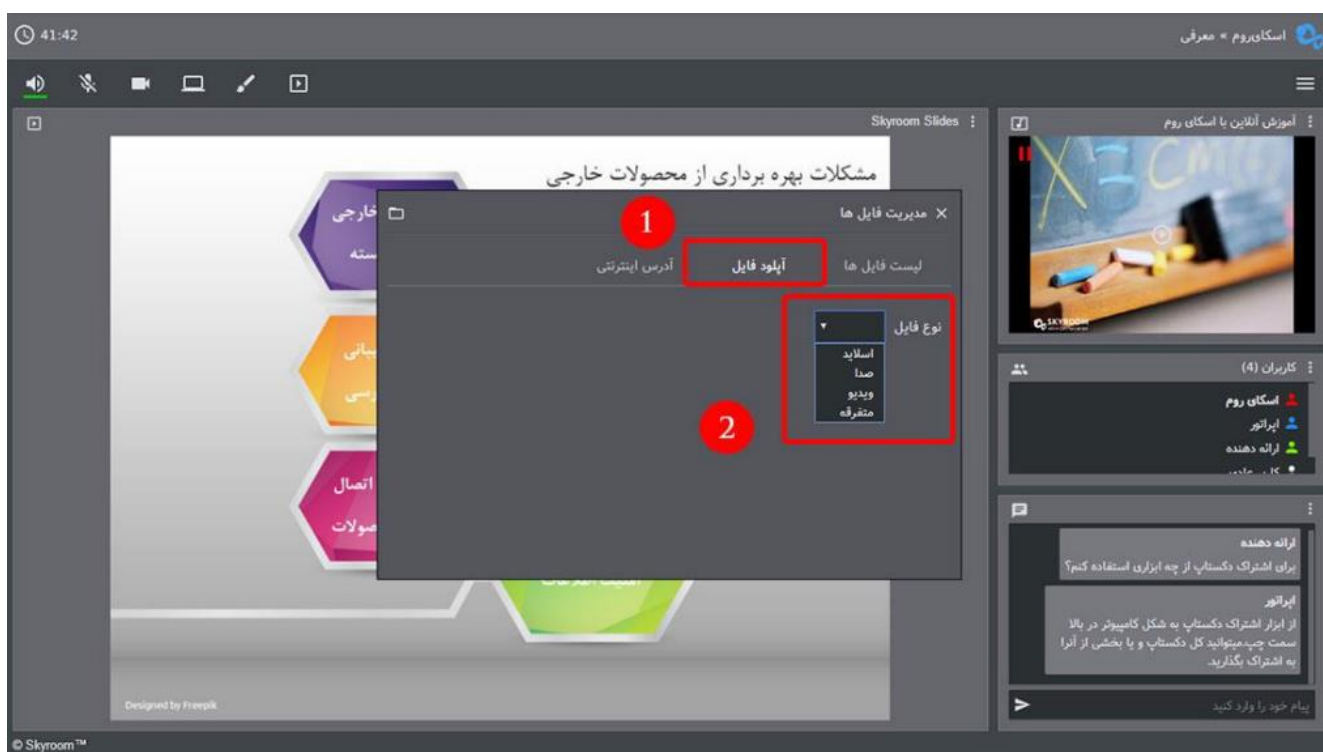 41:42
اسکای‌روم » معرفی
Skyroom Slides
مشکلات بهره برداری از محصولات خارجی
خارجی
اتصال
Designed by Freepik
مدیریت فایل ها
1
لیست فایل ها
آپلود فایل
آدرس اینترنتی
نوع فایل
اسلاید
صدا
ویدیو
متفرقه
2
آموزش آنلاین با اسکای روم
SKYROOM
کاربران (4)
اسکای روم
اپراتور
ارائه دهنده
ارائه دهنده
برای اشتراک دکستاپ از چه ابزاری استفاده کنم؟
اپراتور
از ابزار اشتراک دکستاپ به شکل کامپیوتر در بالا
سمت چپ،میتوانید کل دکستاپ و یا بخشی از آنرا
به اشتراک بگذارید.
پیام خود را وارد کنید
© Skyroom™